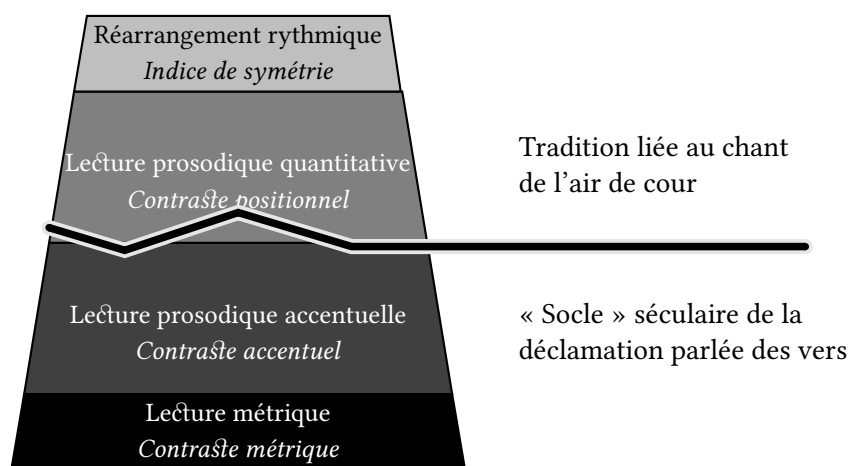 Réarrangement rythmique
Indice de symétrie
Lecture prosodique quantitative
Contraste positionnel
Tradition liée au chant
de l’air de cour
Lecture prosodique accentuelle
Contraste accentuel
« Socle » séculaire de la
déclamation parlée des vers
Lecture métrique
Contraste métrique